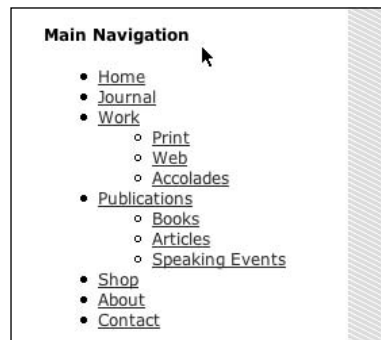 Main Navigation
Home
Journal
Work
Print
Web
Accolades
Publications
Books
Articles
Speaking Events
Shop
About
Contact